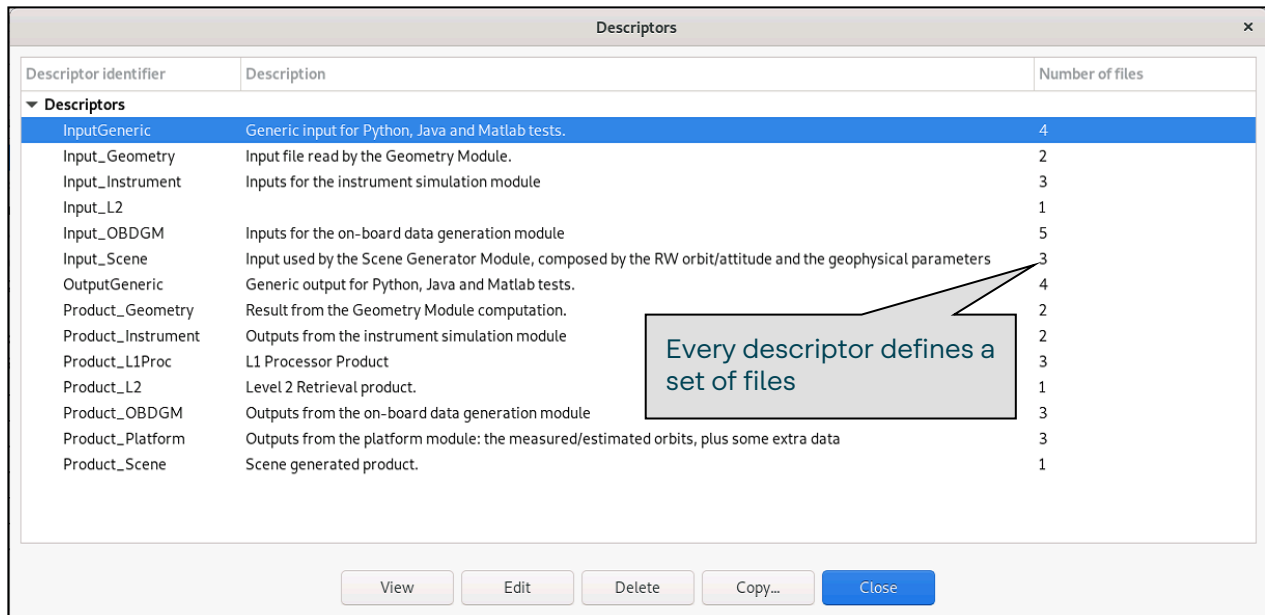 Descriptors ×
Descriptor identifier Description Number of files
Descriptors
InputGeneric Generic input for Python, Java and Matlab tests. 4
Input_Geometry Input file read by the Geometry Module. 2
Input_Instrument Inputs for the instrument simulation module 3
Input_L2 1
Input_OBDGM Inputs for the on-board data generation module 5
Input_Scene Input used by the Scene Generator Module, composed by the RW orbit/attitude and the geophysical parameters 3
OutputGeneric Generic output for Python, Java and Matlab tests. 4
Product_Geometry Result from the Geometry Module computation. 2
Product_Instrument Outputs from the instrument simulation module 2
Product_L1Proc L1 Processor Product 3
Product_L2 Level 2 Retrieval product. 1
Product_OBDGM Outputs from the on-board data generation module 3
Product_Platform Outputs from the platform module: the measured/estimated orbits, plus some extra data 3
Product_Scene Scene generated product. 1
Every descriptor defines a
set of files
View Edit Delete Copy... Close